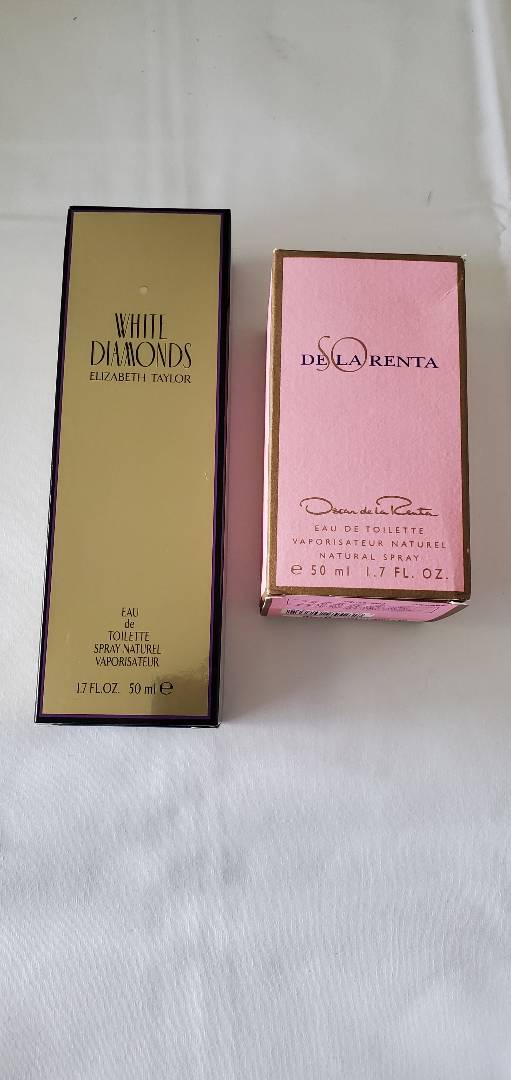 WHITE
DIAMONDS
ELIZABETH TAYLOR
EAU
de
TOILETTE
SPRAY NATUREL
VAPORISATEUR
1.7 FL.OZ. 50 ml ℮
SO
DE LA RENTA
Oscar de la Renta
EAU DE TOILETTE
VAPORISATEUR NATUREL
NATURAL SPRAY
℮ 50 ml 1.7 FL. OZ.